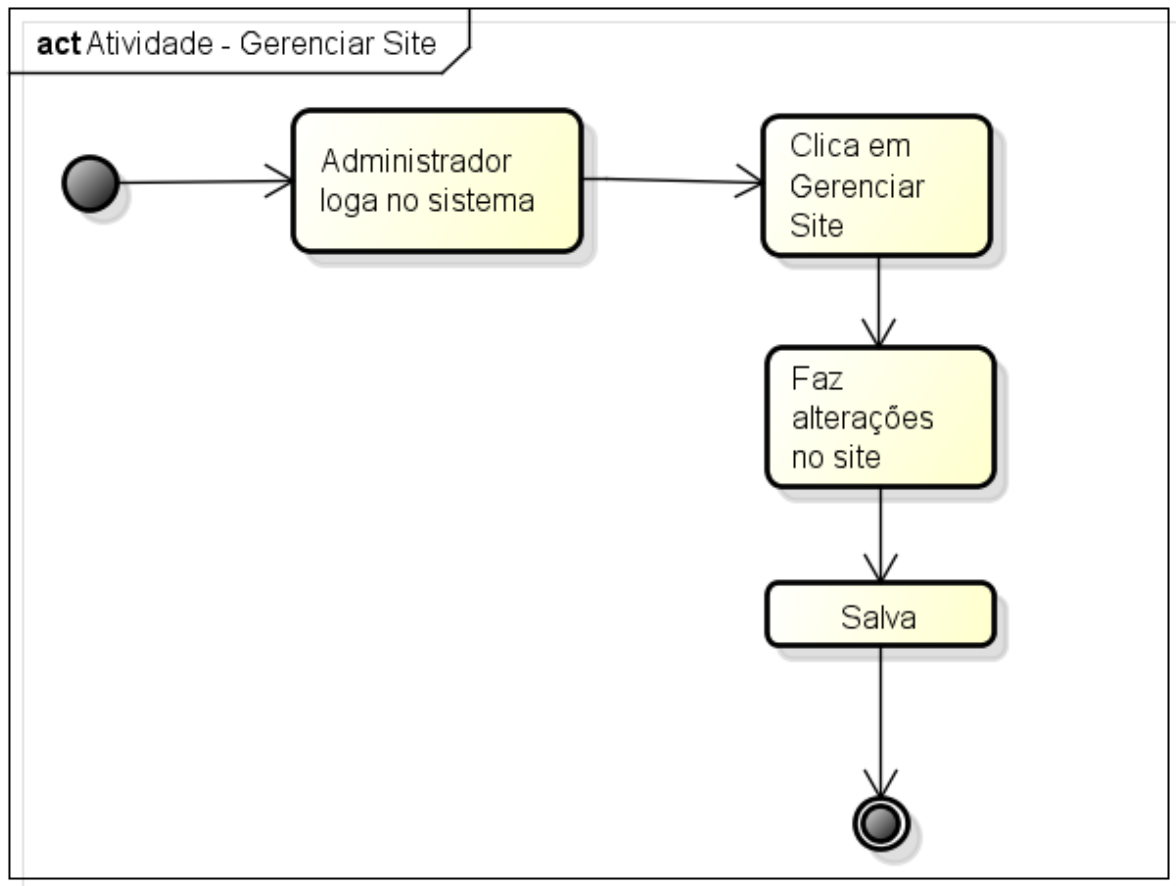 act Atividade - Gerenciar Site
Administrador
loga no sistema
Clica em
Gerenciar
Site
Faz
alterações
no site
Salva